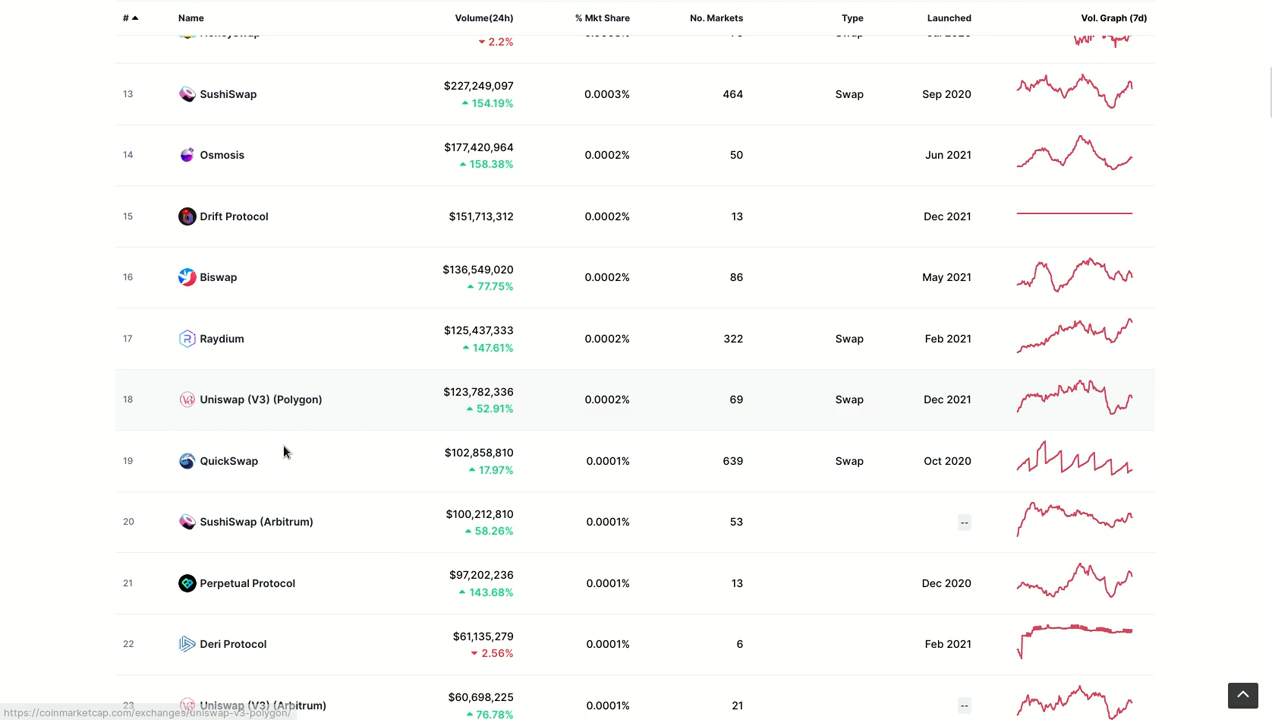 # Name Volume(24h) % Mkt Share No. Markets Type Launched Vol. Graph (7d)
2.2%
13 SushiSwap $227,249,097 0.0003% 464 Swap Sep 2020
154.19%
14 Osmosis $177,420,964 0.0002% 50 Jun 2021
158.38%
15 Drift Protocol $151,713,312 0.0002% 13 Dec 2021
16 Biswap $136,549,020 0.0002% 86 May 2021
77.75%
17 Raydium $125,437,333 0.0002% 322 Swap Feb 2021
147.61%
18 Uniswap (V3) (Polygon) $123,782,336 0.0002% 69 Swap Dec 2021
52.91%
19 QuickSwap $102,858,810 0.0001% 639 Swap Oct 2020
17.97%
20 SushiSwap (Arbitrum) $100,212,810 0.0001% 53 --
58.26%
21 Perpetual Protocol $97,202,236 0.0001% 13 Dec 2020
143.68%
22 Deri Protocol $61,135,279 0.0001% 6 Feb 2021
2.56%
23 Uniswap (V3) (Arbitrum) $60,698,225 0.0001% 21 --
76.78%
https://coinmarketcap.com/exchanges/uniswap-v3-polygon/